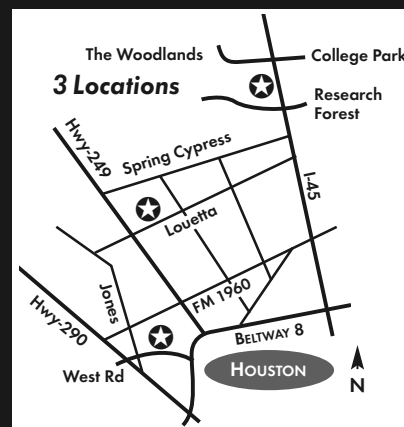 The Woodlands
College Park
3 Locations
Research
Forest
Hwy-249
Spring Cypress
I-45
Louetta
Jones
FM 1960
Hwy-290
BELTWAY 8
West Rd
HOUSTON
N